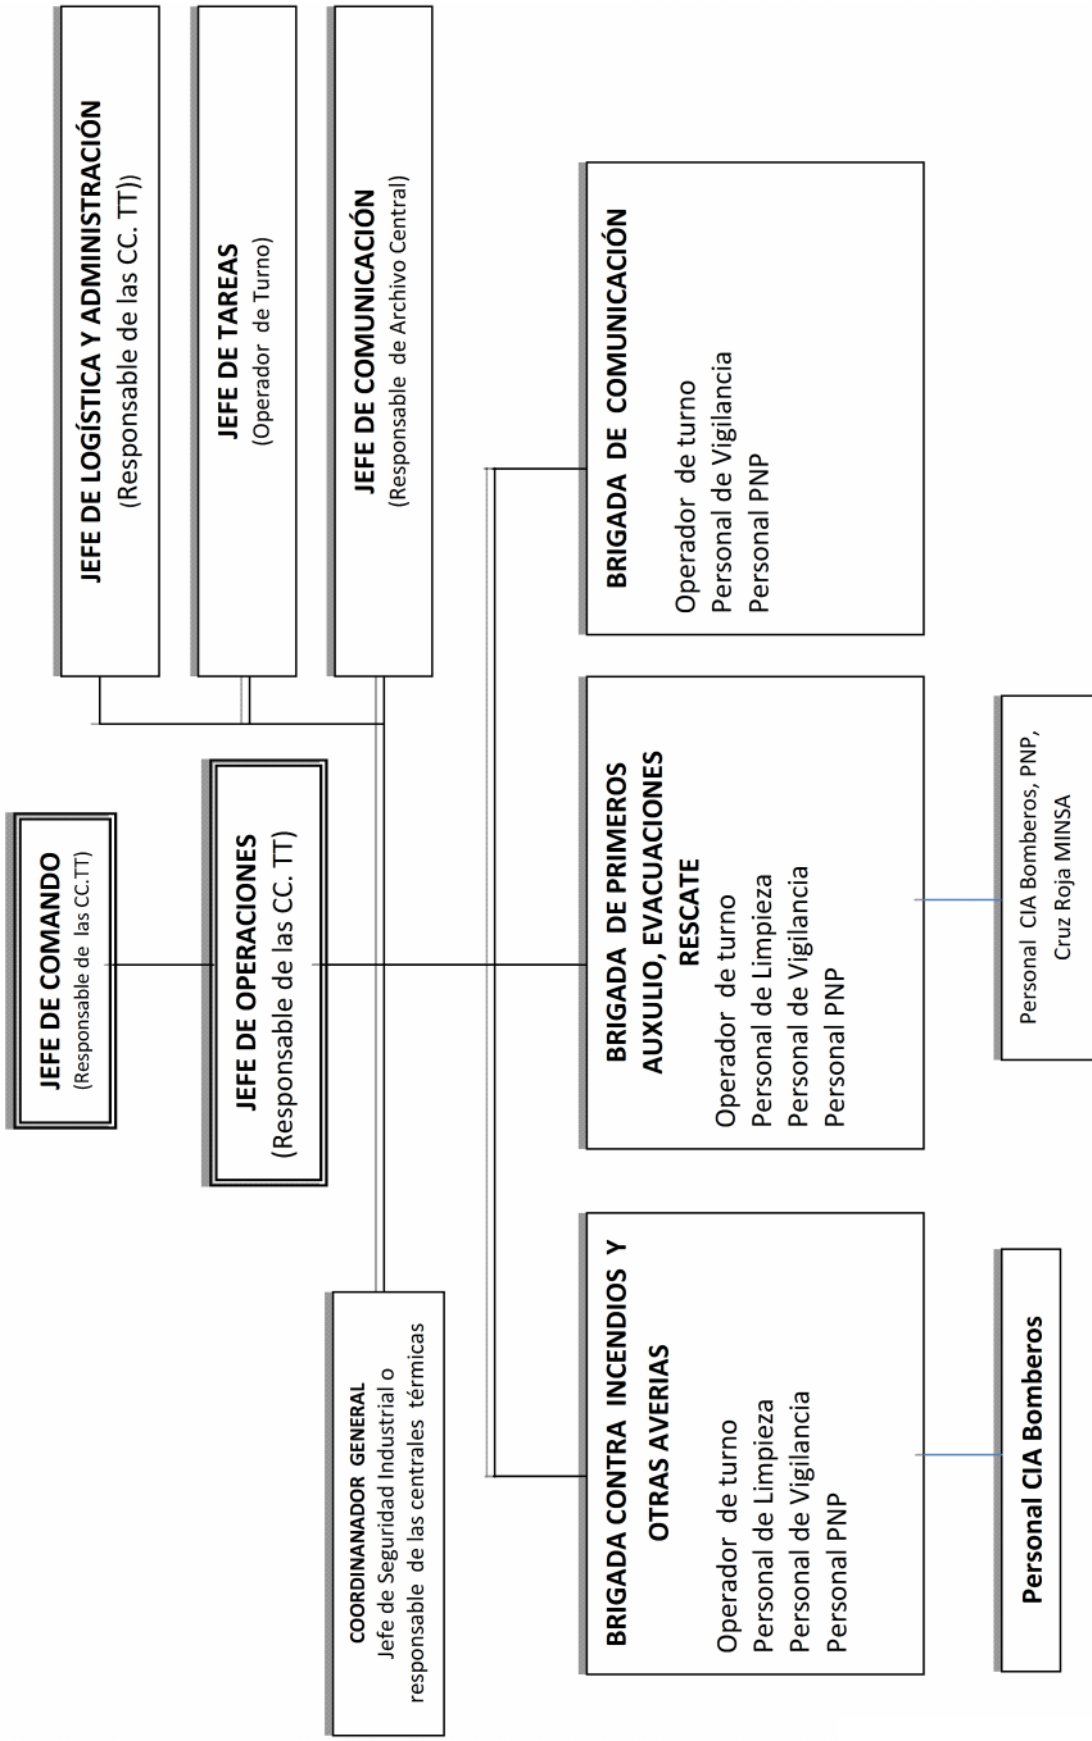 JEFE DE COMANDO
(Responsable de las CC.TT)
JEFE DE OPERACIONES
(Responsable de las CC. TT)
JEFE DE LOGÍSTICA Y ADMINISTRACIÓN
(Responsable de las CC. TT))
JEFE DE TAREAS
(Operador de Turno)
JEFE DE COMUNICACIÓN
(Responsable de Archivo Central)
COORDINANADOR GENERAL
Jefe de Seguridad Industrial o
responsable de las centrales térmicas
BRIGADA CONTRA INCENDIOS Y
OTRAS AVERIAS
Operador de turno
Personal de Limpieza
Personal de Vigilancia
Personal PNP
BRIGADA DE PRIMEROS
AUXULIO, EVACUACIONES
RESCATE
Operador de turno
Personal de Limpieza
Personal de Vigilancia
Personal PNP
BRIGADA DE COMUNICACIÓN
Operador de turno
Personal de Vigilancia
Personal PNP
Personal CIA Bomberos
Personal CIA Bomberos, PNP,
Cruz Roja MINSA